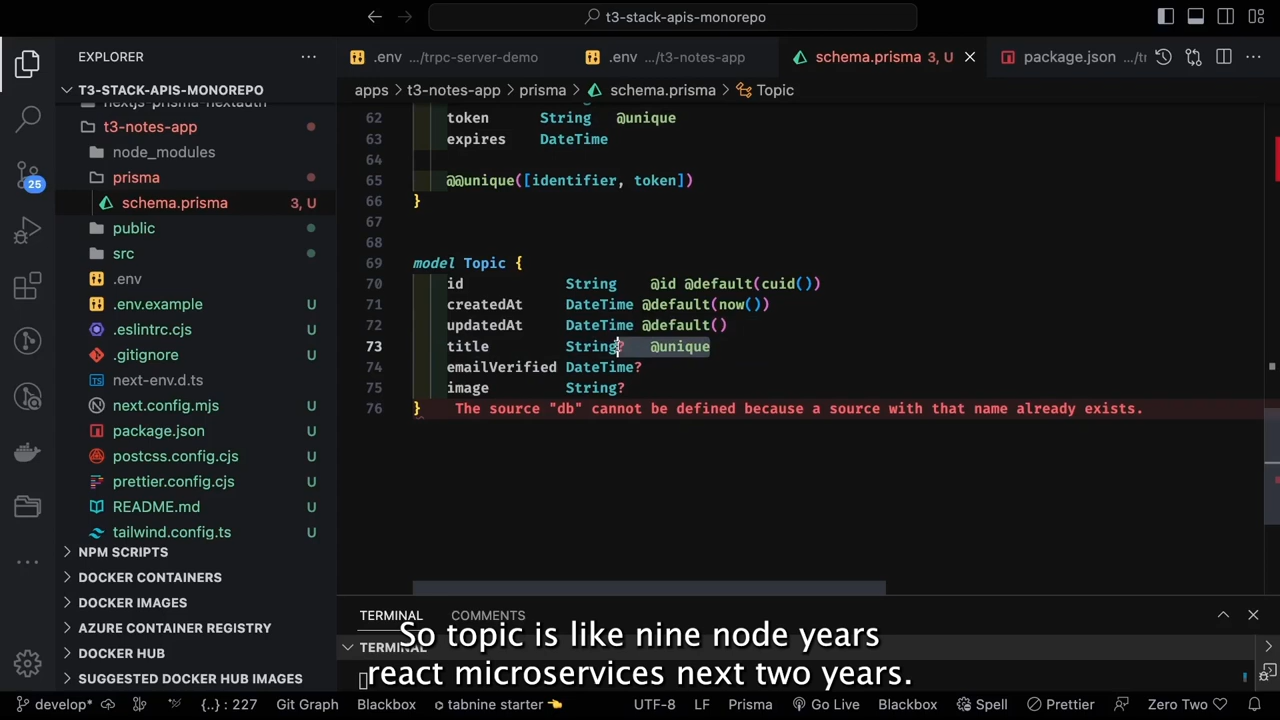 t3-stack-apis-monorepo
EXPLORER
T3-STACK-APIS-MONOREPO
nextjs-prisma-nextauth
t3-notes-app
node_modules
prisma
schema.prisma 3, U
public
src
.env
.env.example U
.eslintrc.cjs U
.gitignore U
next-env.d.ts
next.config.mjs U
package.json U
postcss.config.cjs U
prettier.config.cjs U
README.md U
tailwind.config.ts U
NPM SCRIPTS
DOCKER CONTAINERS
DOCKER IMAGES
AZURE CONTAINER REGISTRY
DOCKER HUB
SUGGESTED DOCKER HUB IMAGES
25
.env .../trpc-server-demo .env .../t3-notes-app schema.prisma 3, U package.json .../tr
apps > t3-notes-app > prisma > schema.prisma > Topic
62 token String @unique
63 expires DateTime
64
65 @@unique([identifier, token])
66 }
67
68
69 model Topic {
70 id String @id @default(cuid())
71 createdAt DateTime @default(now())
72 updatedAt DateTime @default()
73 title String? @unique
74 emailVerified DateTime?
75 image String?
76 } The source "db" cannot be defined because a source with that name already exists.
TERMINAL COMMENTS
TERMINAL
So topic is like nine node years
react microservices next two years.
develop* () : 227 Git Graph Blackbox tabnine starter UTF-8 LF Prisma Go Live Blackbox Spell Prettier Zero Two